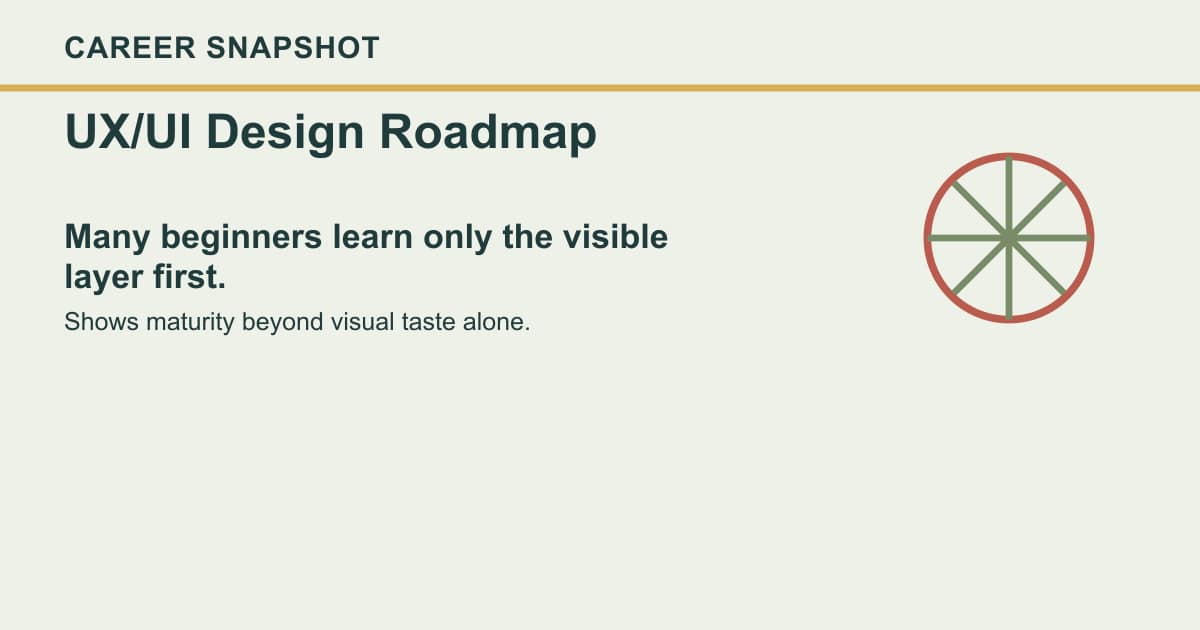 CAREER SNAPSHOT
UX/UI Design Roadmap
Many beginners learn only the visible
layer first.
Shows maturity beyond visual taste alone.